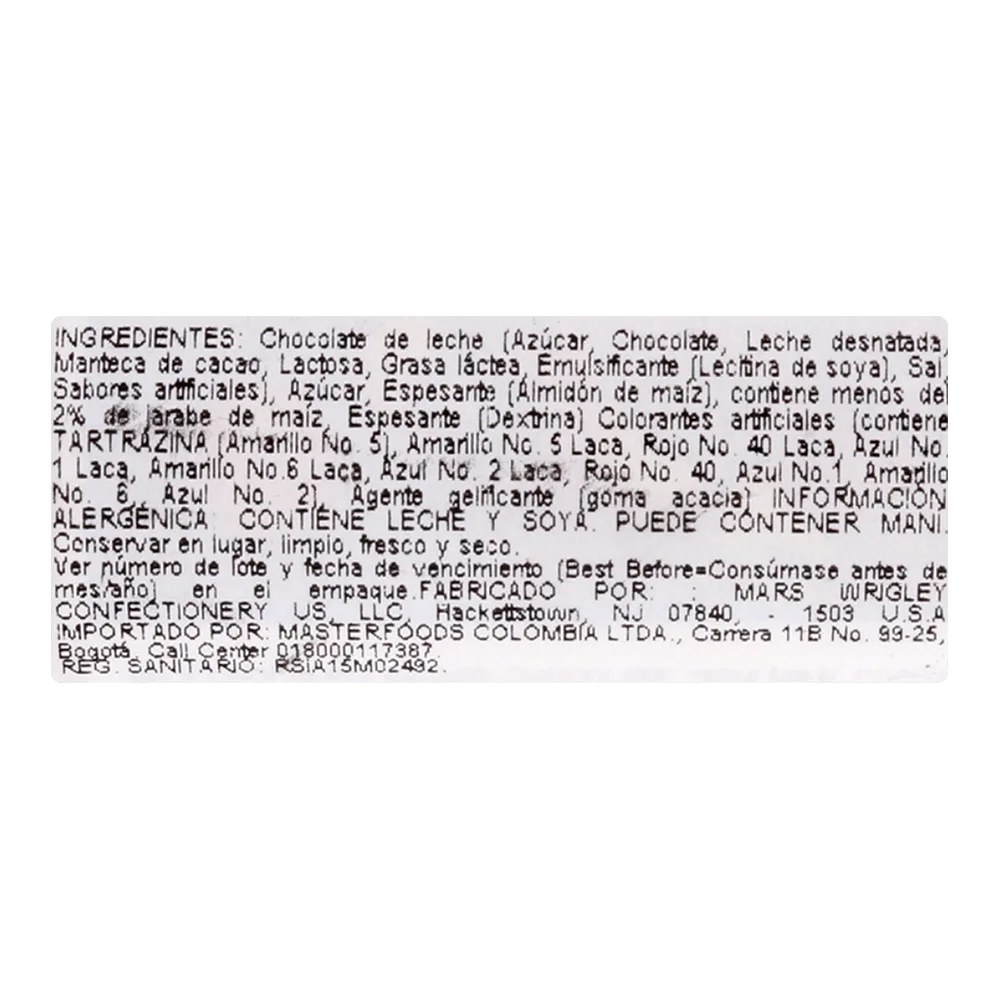 INGREDIENTES: Chocolate de leche (Azúcar, Chocolate, Leche desnatada,
Manteca de cacao, Lactosa, Grasa láctea, Emulsificante (Lecitina de soya), Sal,
Sabores artificiales), Azúcar, Espesante (Almidón de maíz), contiene menos del
2% de jarabe de maíz, Espesante (Dextrina) Colorantes artificiales (contiene
TARTRAZINA (Amarillo No. 5), Amarillo No. 5 Laca, Rojo No. 40 Laca, Azul No.
1 Laca, Amarillo No.6 Laca, Azul No. 2 Laca, Rojo No. 40, Azul No.1, Amarillo
No. 6, Azul No. 2), Agente gelificante (goma acacia) INFORMACIÓN
ALERGÉNICA: CONTIENE LECHE Y SOYA. PUEDE CONTENER MANI.
Conservar en lugar, limpio, fresco y seco.
Ver número de lote y fecha de vencimiento (Best Before=Consúmase antes de
mes/año) en el empaque.FABRICADO POR: : MARS WRIGLEY
CONFECTIONERY US, LLC, Hackettstown, NJ 07840, - 1503 U.S.A
IMPORTADO POR: MASTERFOODS COLOMBIA LTDA., Carrera 11B No. 99-25,
Bogotá, Call Center 018000117387.
REG. SANITARIO: RSIA15M02492.